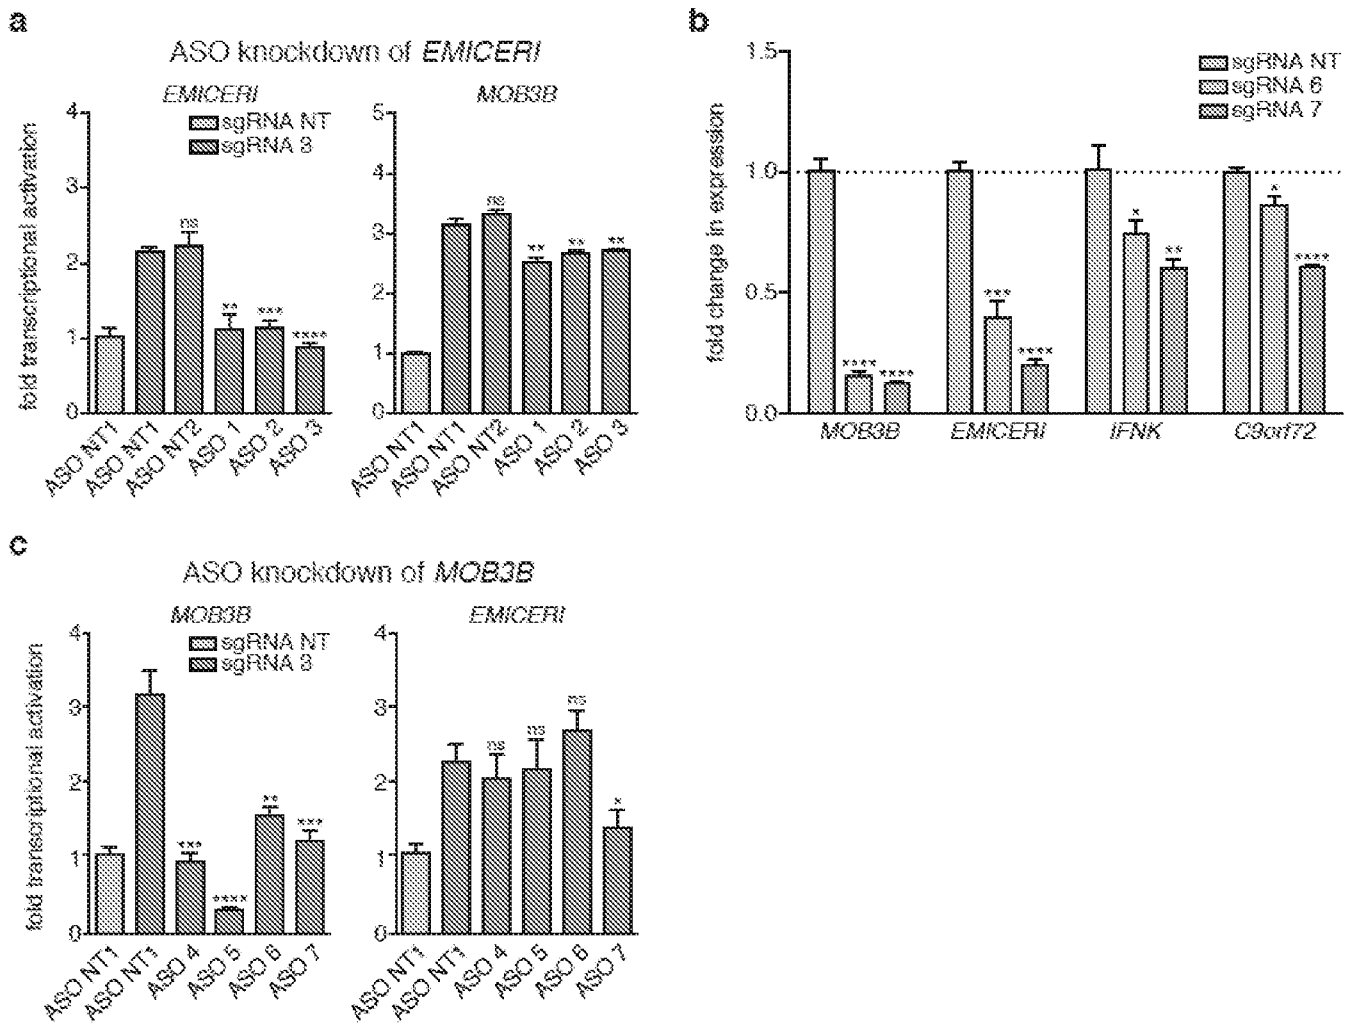 a
ASO knockdown of EMICERI
EMICERI
MOB3B
sgRNA NT
sgRNA 3
fold transcriptional activation
4
3
2
1
0
ns
**
***
****
ASO NT1
ASO NT1
ASO NT2
ASO 1
ASO 2
ASO 3
5
4
3
2
1
0
ns
**
**
**
ASO NT1
ASO NT1
ASO NT2
ASO 1
ASO 2
ASO 3
b
sgRNA NT
sgRNA 6
sgRNA 7
fold change in expression
1.5
1.0
0.5
0.0
****
****
***
****
*
**
*
****
MOB3B
EMICERI
IFNK
C9orf72
c
ASO knockdown of MOB3B
MOB3B
EMICERI
sgRNA NT
sgRNA 3
fold transcriptional activation
4
3
2
1
0
***
****
**
***
ASO NT1
ASO NT1
ASO 4
ASO 5
ASO 6
ASO 7
4
3
2
1
0
ns
ns
ns
*
ASO NT1
ASO NT1
ASO 4
ASO 5
ASO 6
ASO 7